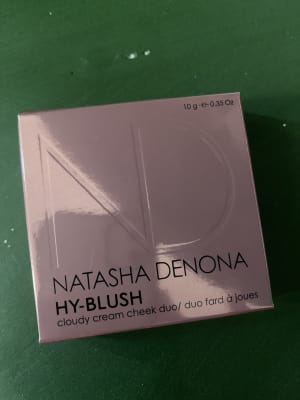 10 g ℮ 0.35 Oz
ND
NATASHA DENONA
HY-BLUSH
cloudy cream cheek duo/ duo fard à joues